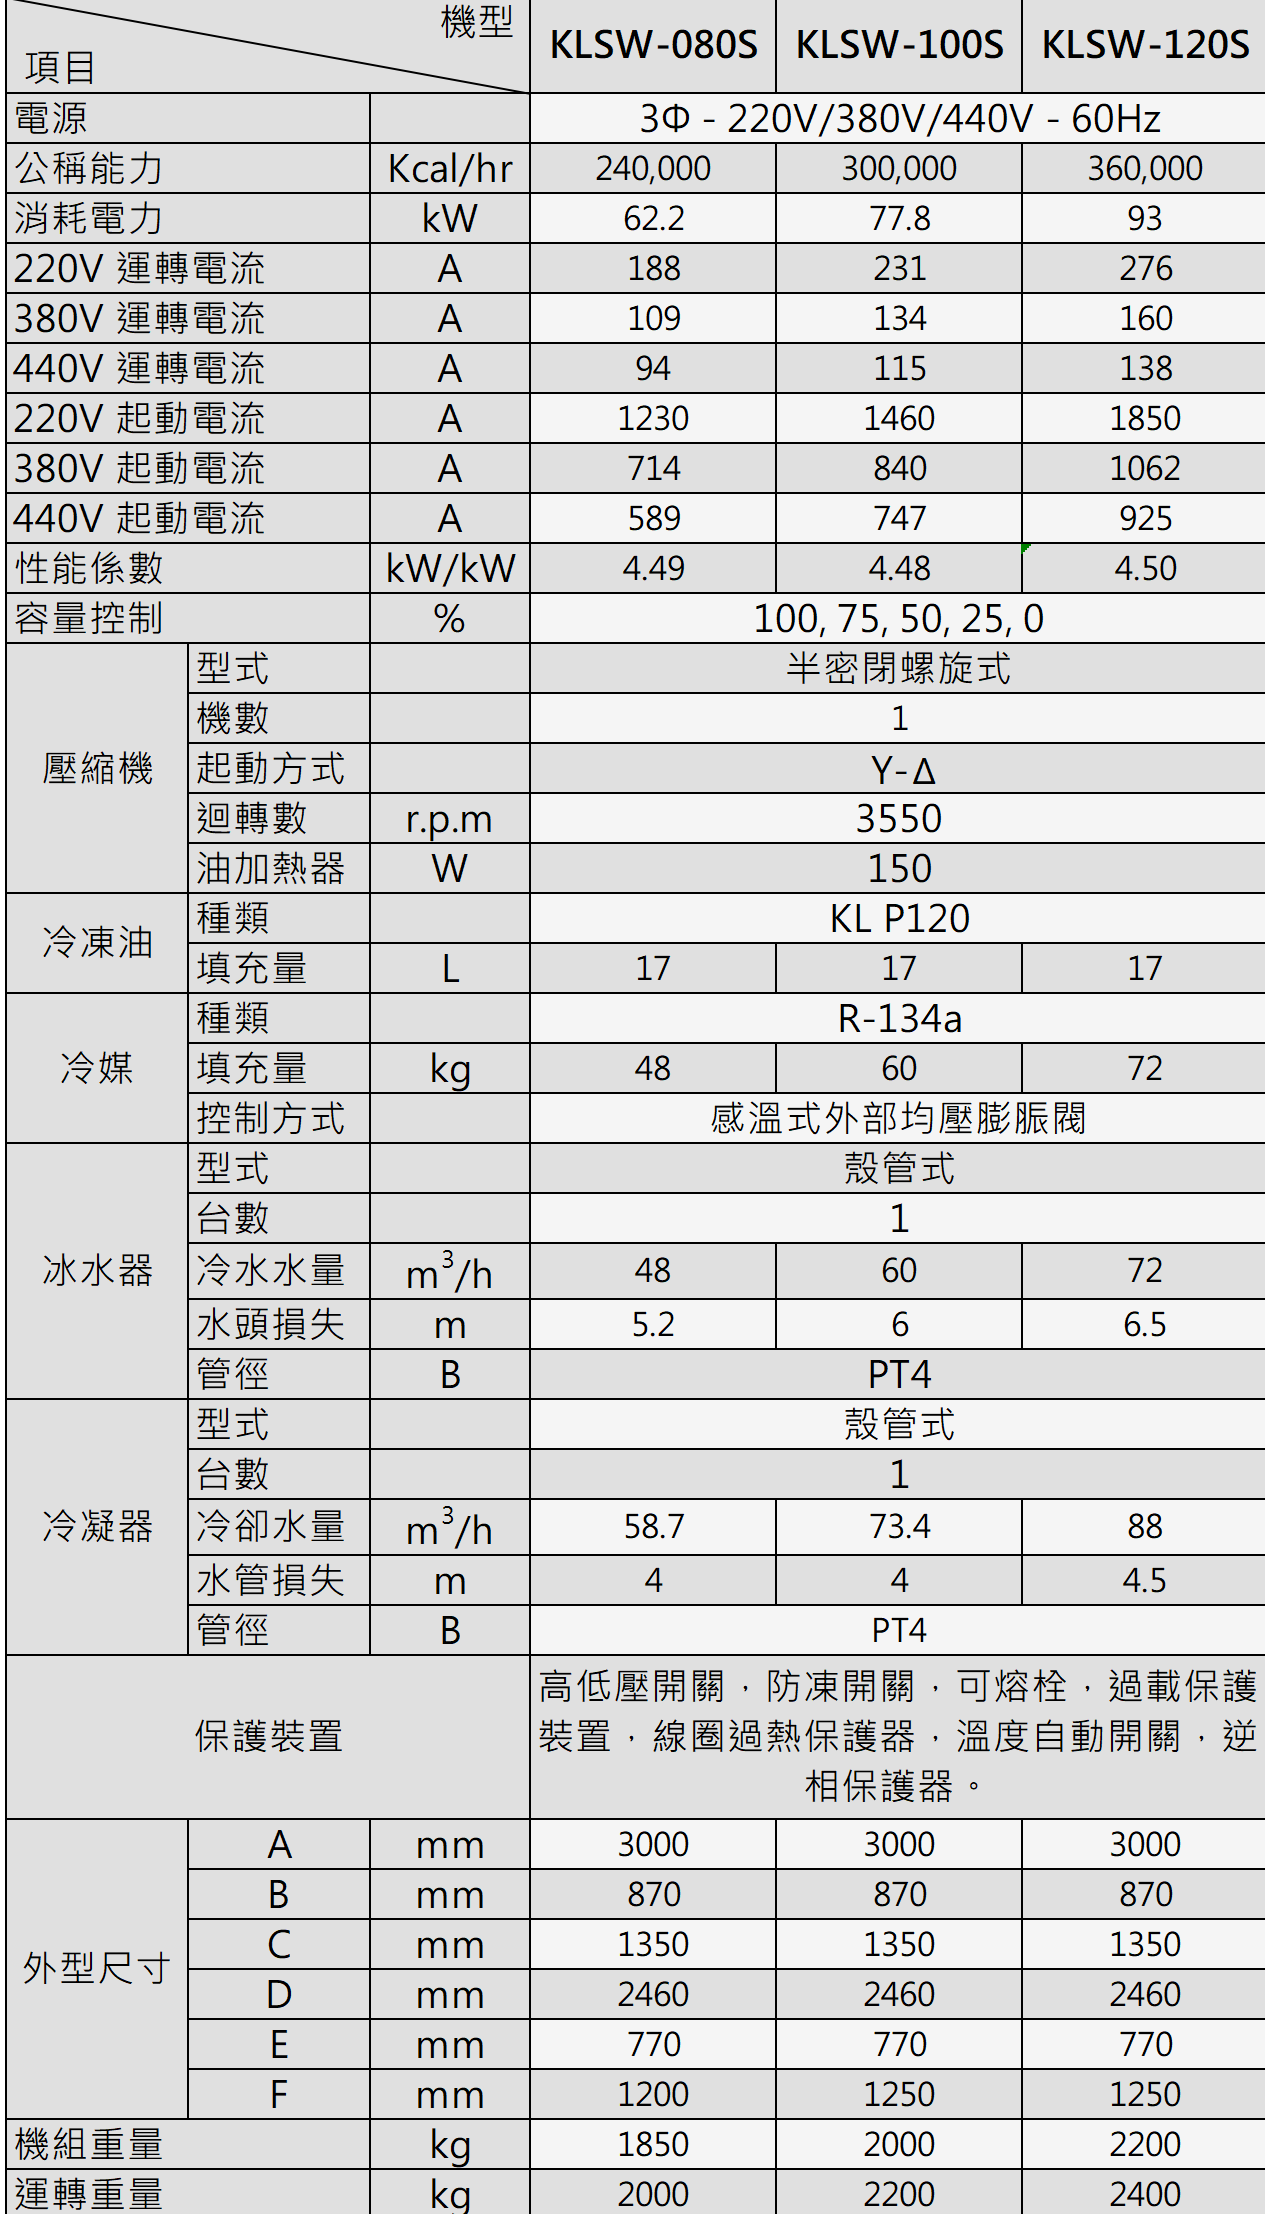 機型
項目
KLSW-080S KLSW-100S KLSW-120S
電源 3Φ - 220V/380V/440V - 60Hz
公稱能力 Kcal/hr 240,000 300,000 360,000
消耗電力 kW 62.2 77.8 93
220V 運轉電流 A 188 231 276
380V 運轉電流 A 109 134 160
440V 運轉電流 A 94 115 138
220V 起動電流 A 1230 1460 1850
380V 起動電流 A 714 840 1062
440V 起動電流 A 589 747 925
性能係數 kW/kW 4.49 4.48 4.50
容量控制 % 100, 75, 50, 25, 0
壓縮機
型式 半密閉螺旋式
機數 1
起動方式 Y-Δ
迴轉數 r.p.m 3550
油加熱器 W 150
冷凍油
種類 KL P120
填充量 L 17 17 17
冷媒
種類 R-134a
填充量 kg 48 60 72
控制方式 感溫式外部均壓膨脹閥
冰水器
型式 殼管式
台數 1
冷水水量 m³/h 48 60 72
水頭損失 m 5.2 6 6.5
管徑 B PT4
冷凝器
型式 殼管式
台數 1
冷卻水量 m³/h 58.7 73.4 88
水管損失 m 4 4 4.5
管徑 B PT4
保護裝置
高低壓開關，防凍開關，可熔栓，過載保護
裝置，線圈過熱保護器，溫度自動開關，逆
相保護器。
外型尺寸
A mm 3000 3000 3000
B mm 870 870 870
C mm 1350 1350 1350
D mm 2460 2460 2460
E mm 770 770 770
F mm 1200 1250 1250
機組重量 kg 1850 2000 2200
運轉重量 kg 2000 2200 2400